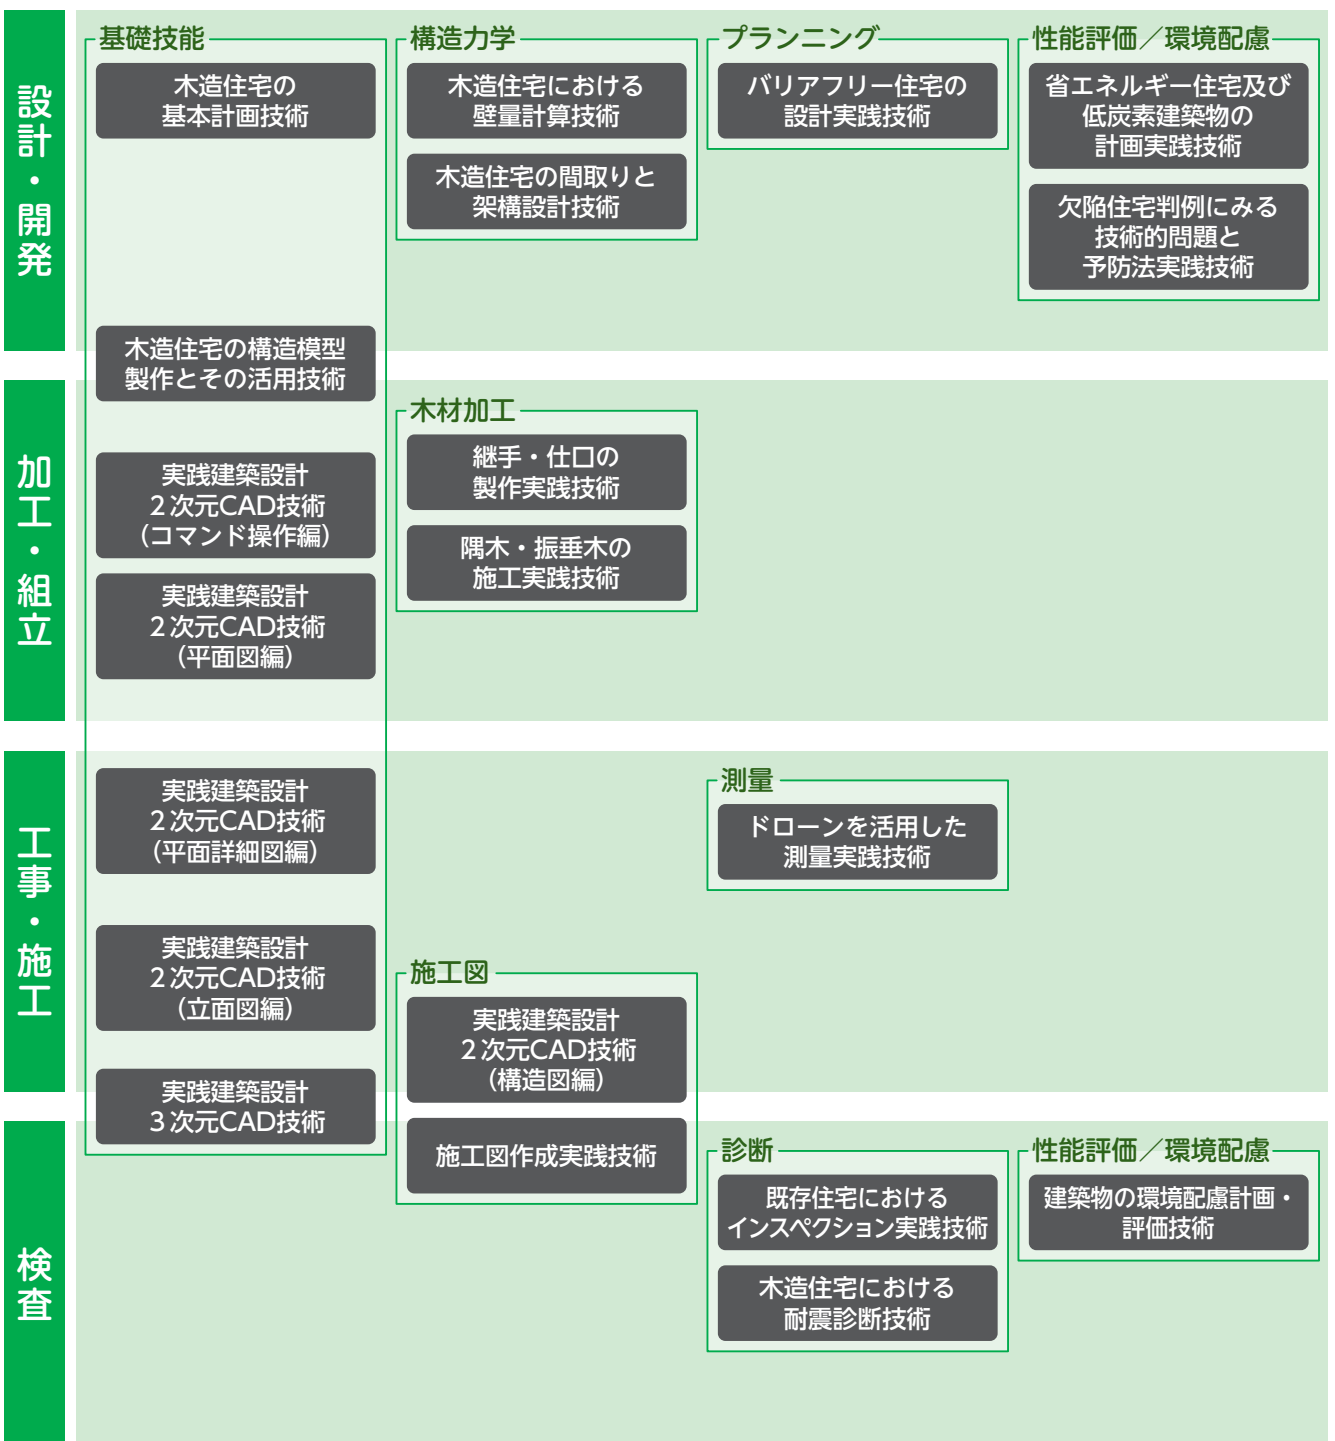 設計・開発
基礎技能
木造住宅の
基本計画技術
木造住宅の構造模型
製作とその活用技術
実践建築設計
２次元CAD技術
（コマンド操作編）
実践建築設計
２次元CAD技術
（平面図編）
実践建築設計
２次元CAD技術
（平面詳細図編）
実践建築設計
２次元CAD技術
（立面図編）
実践建築設計
３次元CAD技術
構造力学
木造住宅における
壁量計算技術
木造住宅の間取りと
架構設計技術
プランニング
バリアフリー住宅の
設計実践技術
性能評価／環境配慮
省エネルギー住宅及び
低炭素建築物の
計画実践技術
欠陥住宅判例にみる
技術的問題と
予防法実践技術
加工・組立
木材加工
継手・仕口の
製作実践技術
隅木・振垂木の
施工実践技術
工事・施工
測量
ドローンを活用した
測量実践技術
施工図
実践建築設計
２次元CAD技術
（構造図編）
施工図作成実践技術
検査
診断
既存住宅における
インスペクション実践技術
木造住宅における
耐震診断技術
性能評価／環境配慮
建築物の環境配慮計画・
評価技術